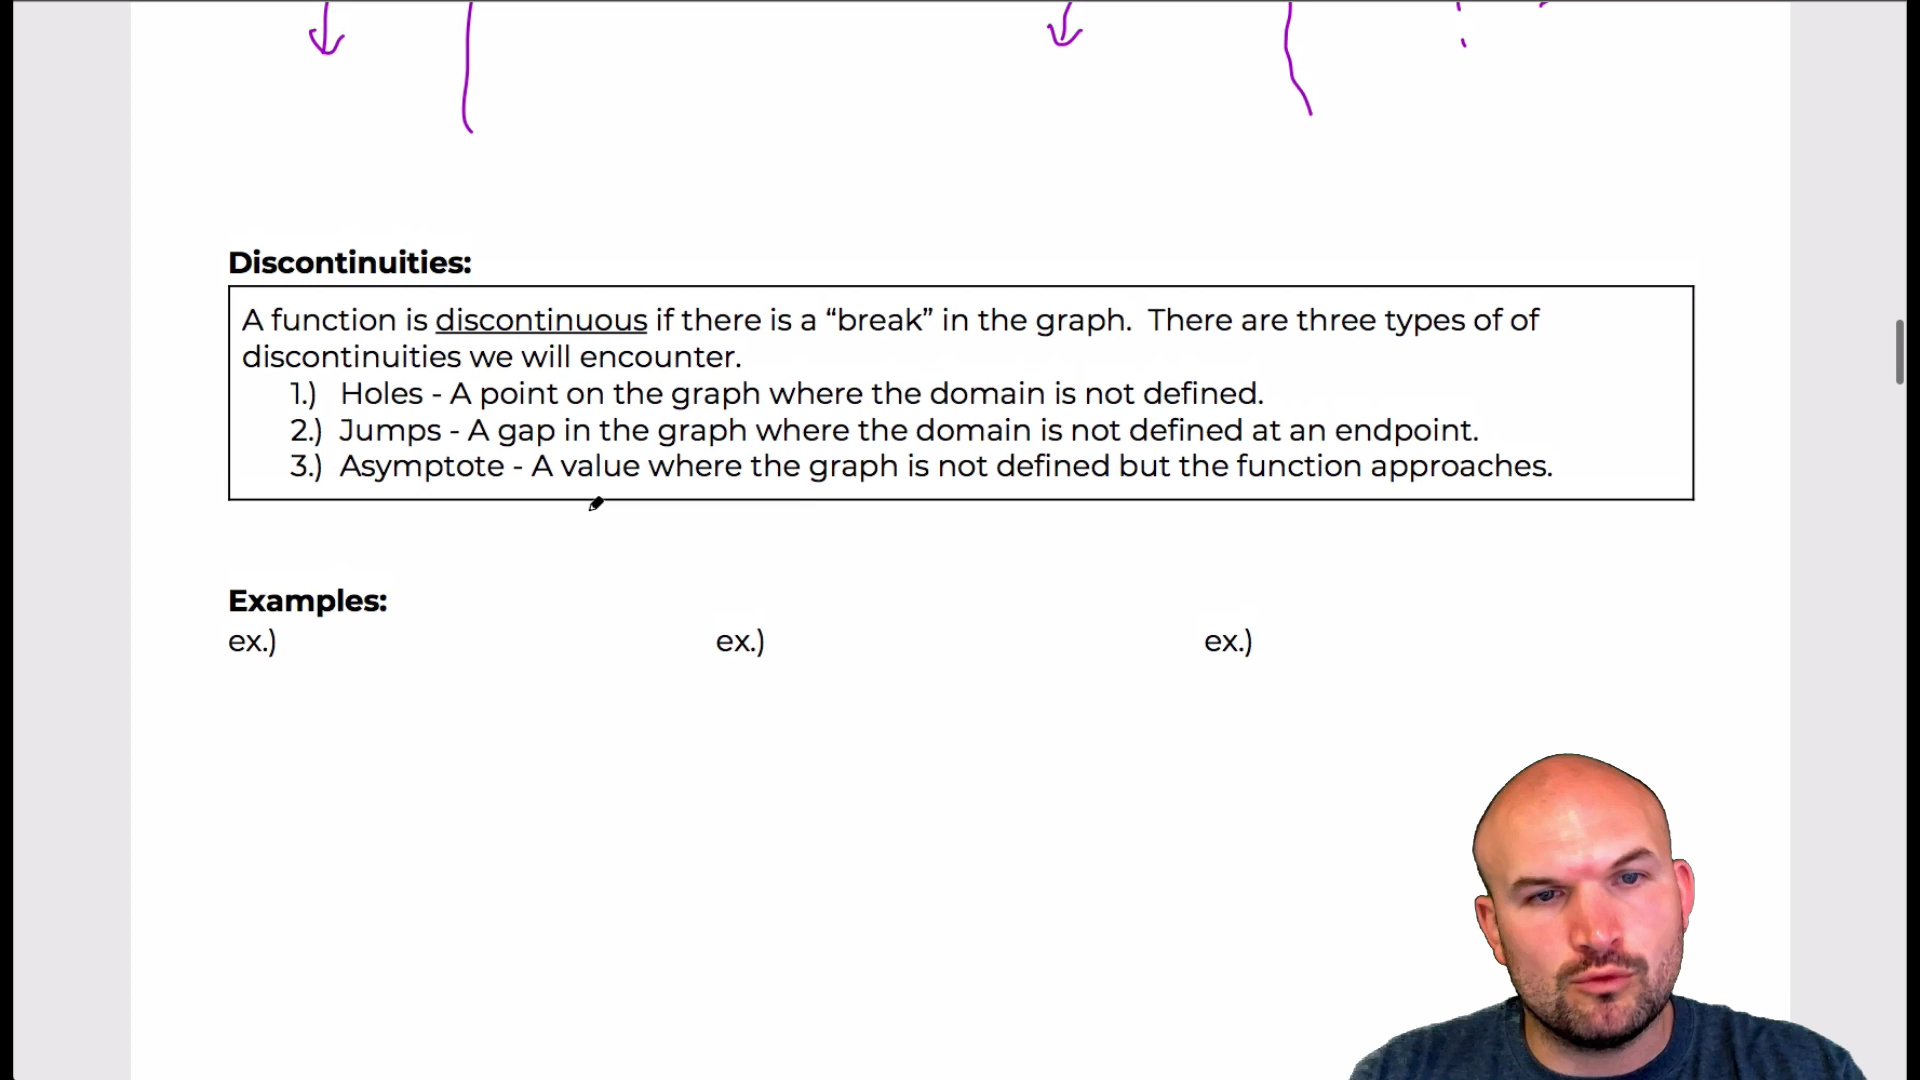 Discontinuities:
A function is discontinuous if there is a “break” in the graph.  There are three types of of
discontinuities we will encounter.
1.) Holes - A point on the graph where the domain is not defined.
2.) Jumps - A gap in the graph where the domain is not defined at an endpoint.
3.) Asymptote - A value where the graph is not defined but the function approaches.
Examples:
ex.) ex.) ex.)